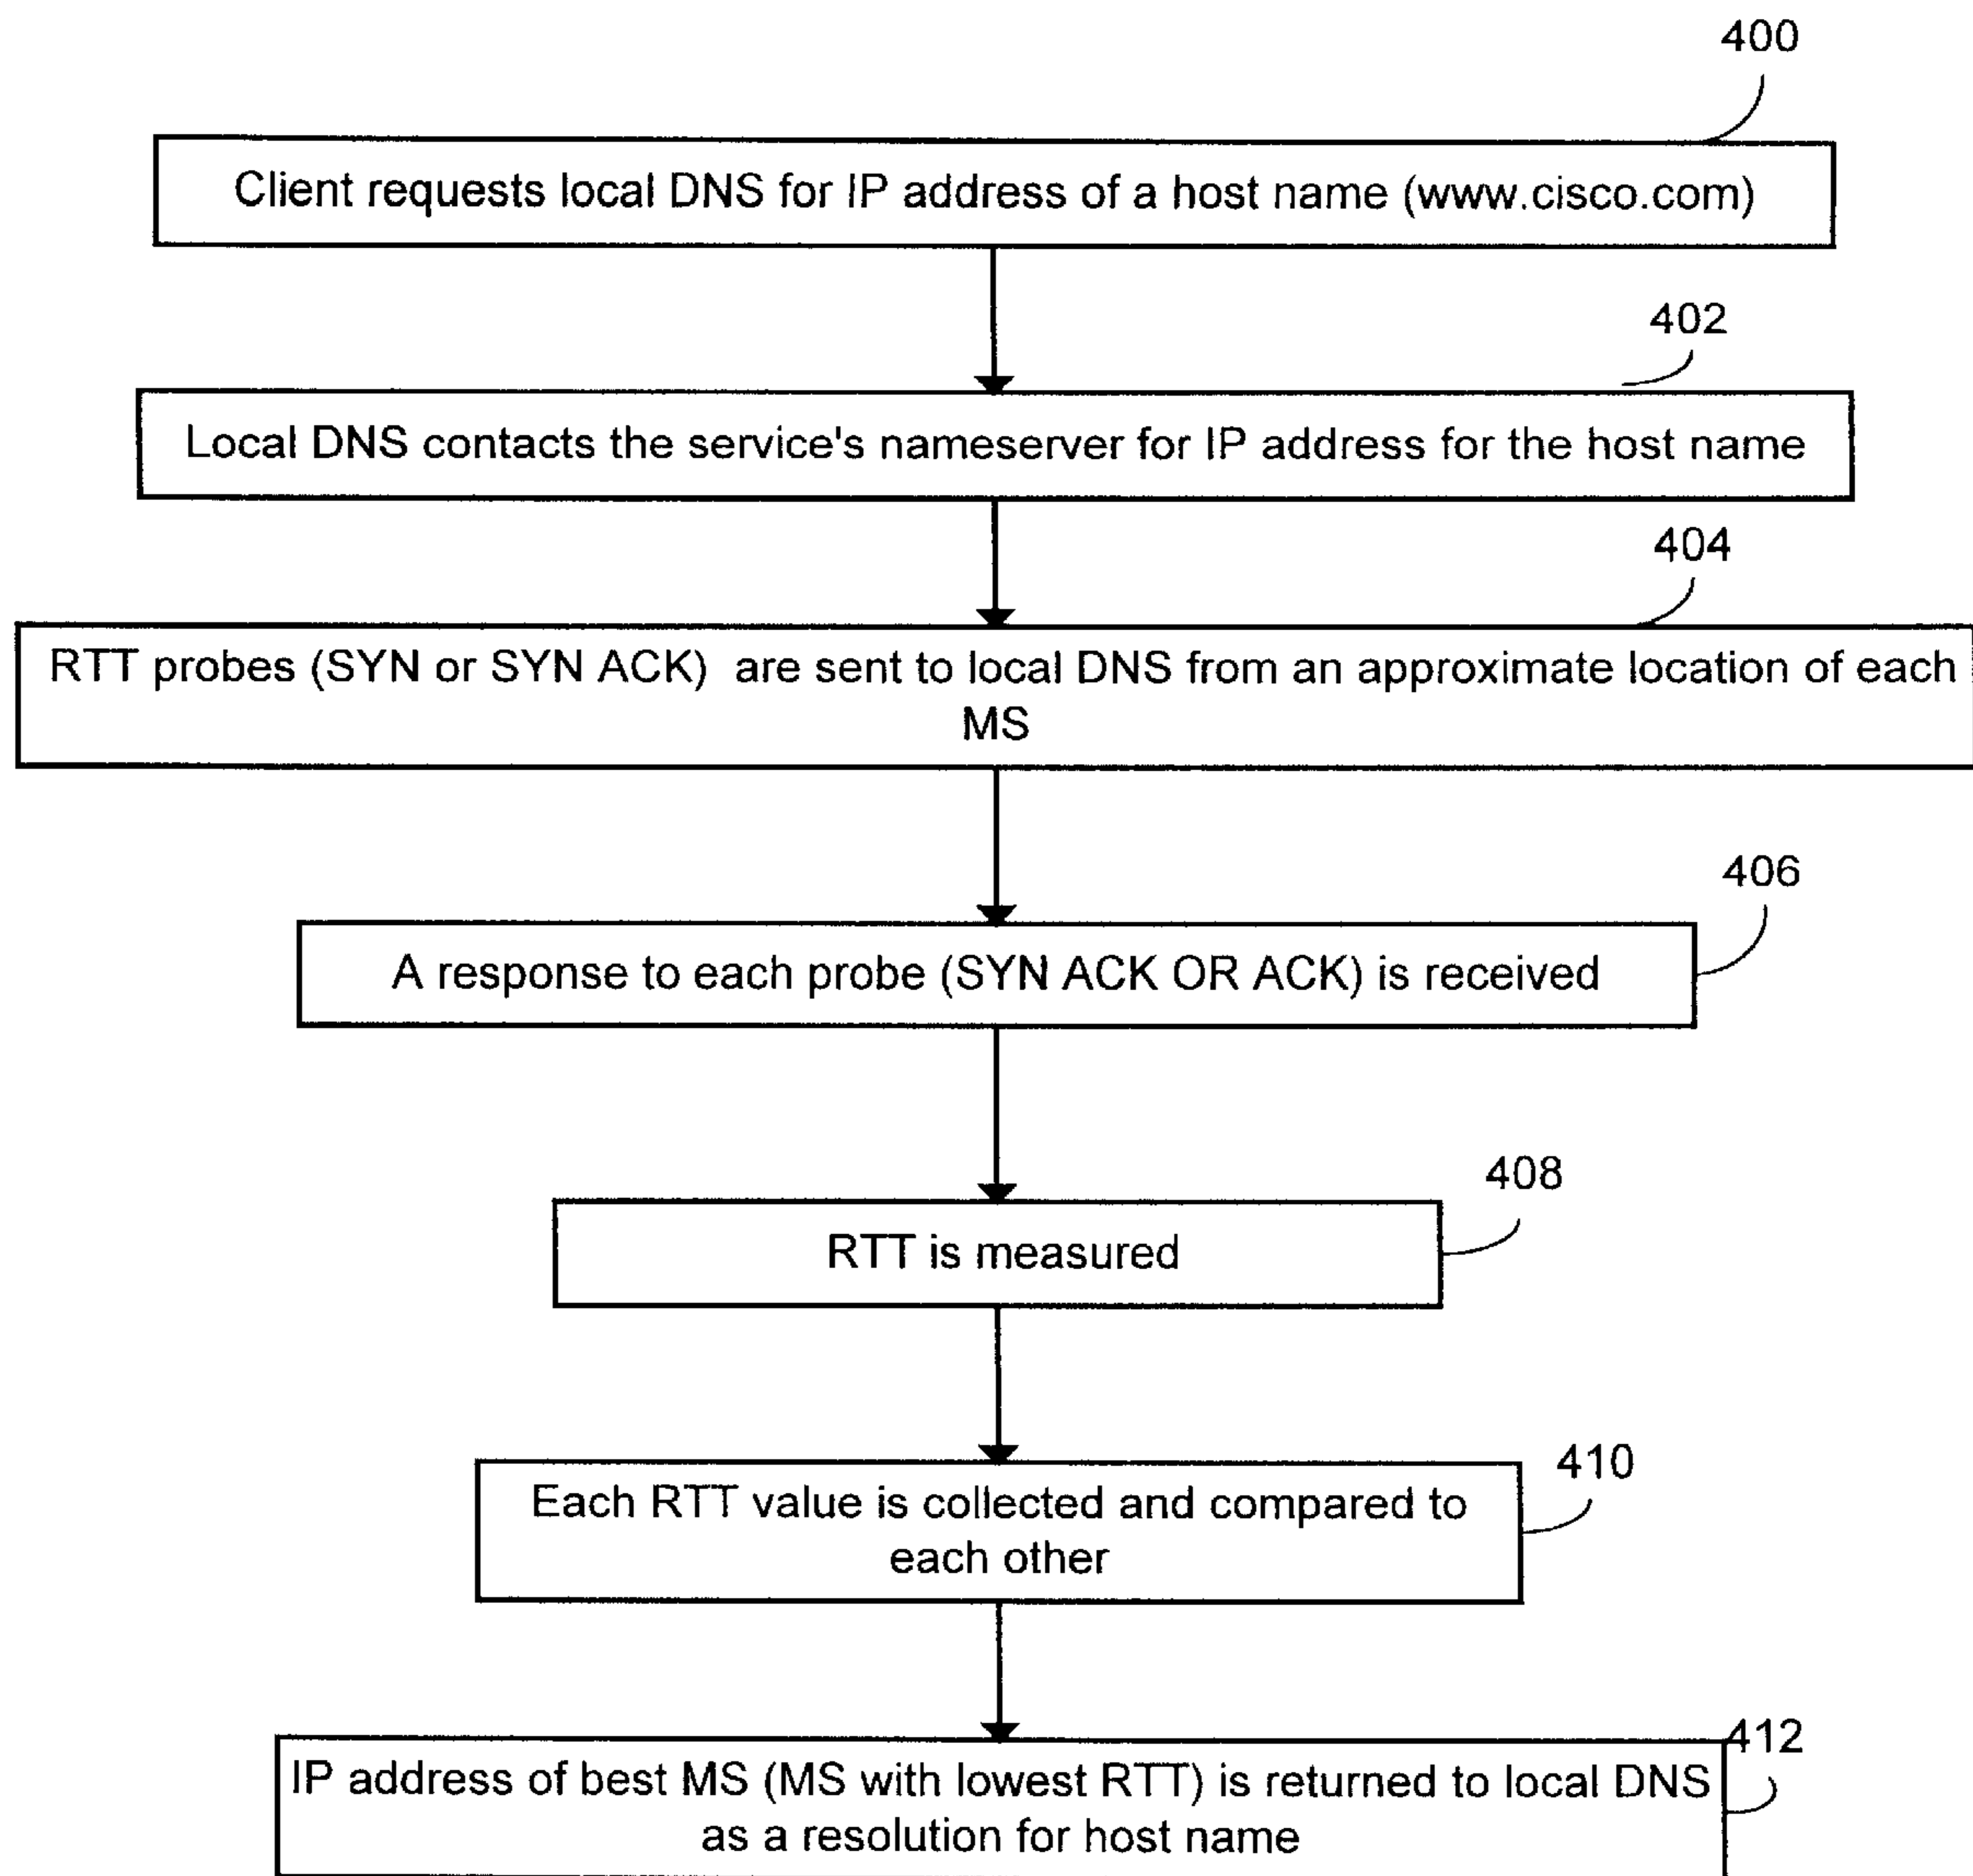 400
Client requests local DNS for IP address of a host name (www.cisco.com)
402
Local DNS contacts the service's nameserver for IP address for the host name
404
RTT probes (SYN or SYN ACK) are sent to local DNS from an approximate location of each
MS
406
A response to each probe (SYN ACK OR ACK) is received
408
RTT is measured
410
Each RTT value is collected and compared to
each other
412
IP address of best MS (MS with lowest RTT) is returned to local DNS
as a resolution for host name